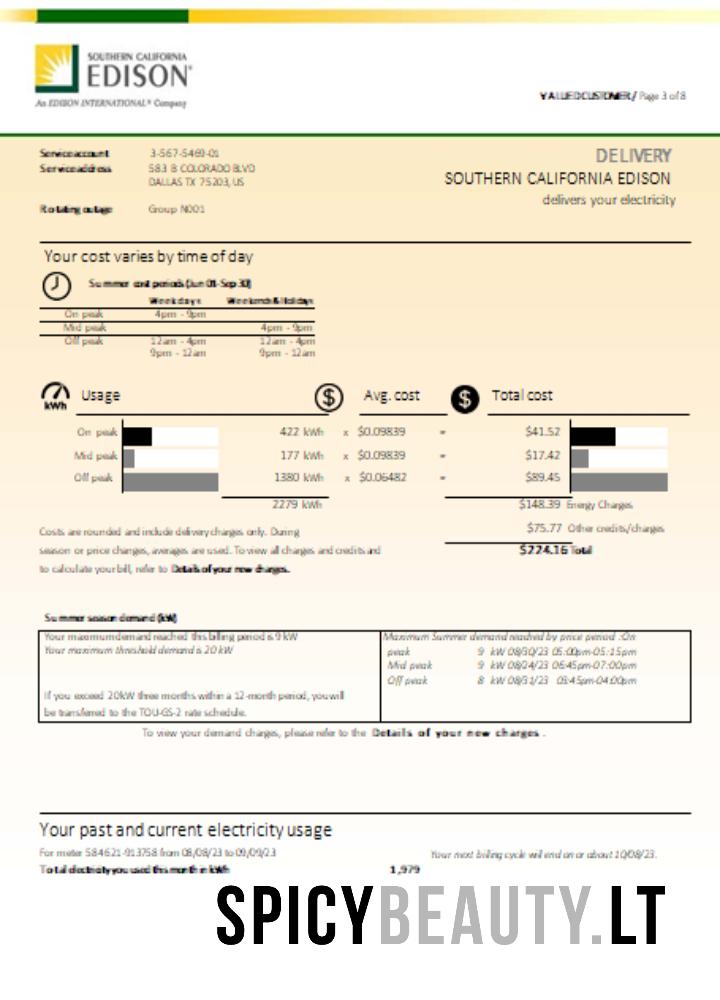 SOUTHERN CALIFORNIA
EDISON®
An EDISON INTERNATIONAL® Company
VALUED CUSTOMER/ Page 3 of 8
Service account 3-567-5469-01
Service address 583 B COLORADO BLVD
DALLAS TX 75203, US
Rotating outage Group N001
DELIVERY
SOUTHERN CALIFORNIA EDISON
delivers your electricity
Your cost varies by time of day
Summer cost periods (Jun 01-Sep 30)
Weekdays Weekends & Holidays
On peak 4pm - 9pm
Mid peak 4pm - 9pm
Off peak 12am - 4pm 12am - 4pm
9pm - 12am 9pm - 12am
kWh Usage $ Avg. cost $ Total cost
On peak 422 kWh x $0.09839 = $41.52
Mid peak 177 kWh x $0.09839 = $17.42
Off peak 1380 kWh x $0.06482 = $89.45
2279 kWh $148.39 Energy Charges
$75.77 Other credits/charges
$224.16 Total
Costs are rounded and include delivery charges only. During
season or price changes, averages are used. To view all charges and credits and
to calculate your bill, refer to Details of your new charges.
Summer season demand (kW)
Your maximum demand reached this billing period is 9 kW
Your maximum threshold demand is 20 kW
If you exceed 20kW three months within a 12-month period, you will
be transferred to the TOU-GS-2 rate schedule.
Maximum Summer demand reached by price period :On
peak 9 kW 08/30/23 05:00pm-05:15pm
Mid peak 9 kW 08/24/23 06:45pm-07:00pm
Off peak 8 kW 08/31/23 03:45pm-04:00pm
To view your demand charges, please refer to the Details of your new charges .
Your past and current electricity usage
For meter 584621-913758 from 08/08/23 to 09/09/23
Your next billing cycle will end on or about 10/08/23.
Total electricity you used this month in kWh 1,979
SPICYBEAUTY.LT